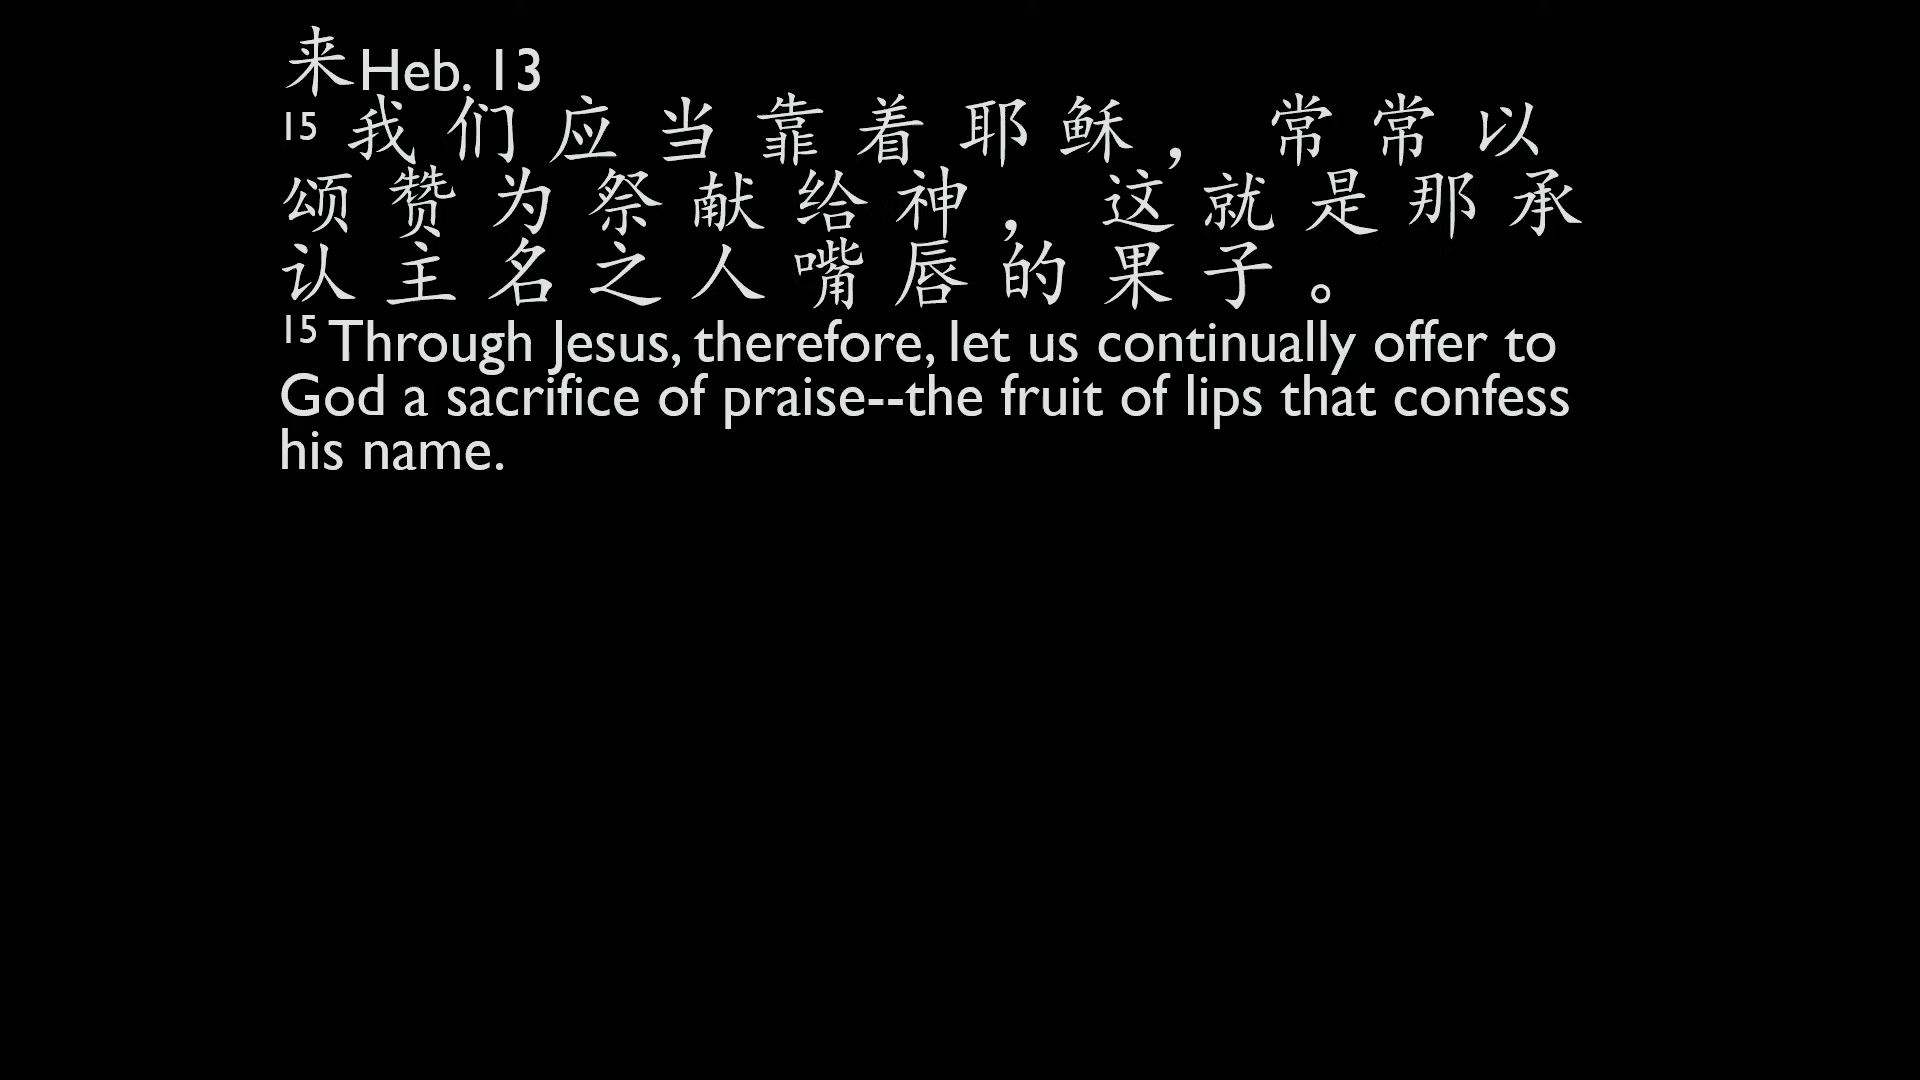 来Heb. 13
15 我们应当靠着耶稣，常常以
颂赞为祭献给神，这就是那承
认主名之人嘴唇的果子。
15 Through Jesus, therefore, let us continually offer to
God a sacrifice of praise--the fruit of lips that confess
his name.